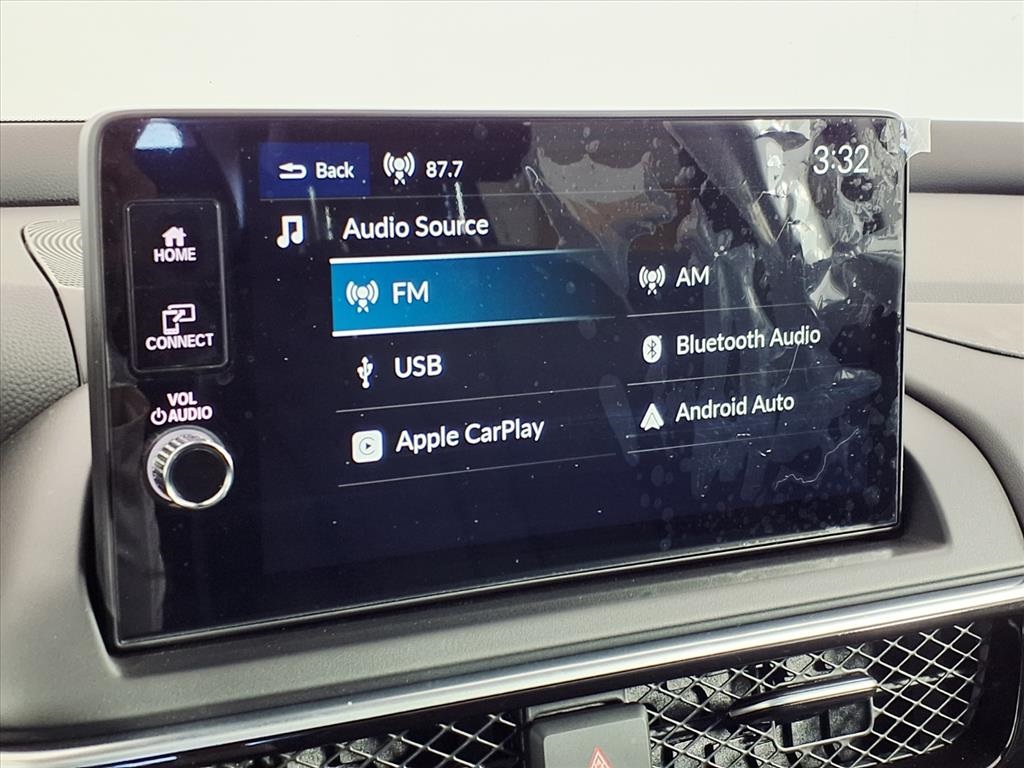 Back 87.7 3:32
Audio Source
HOME
FM AM
CONNECT
USB Bluetooth Audio
VOL
AUDIO
Apple CarPlay Android Auto